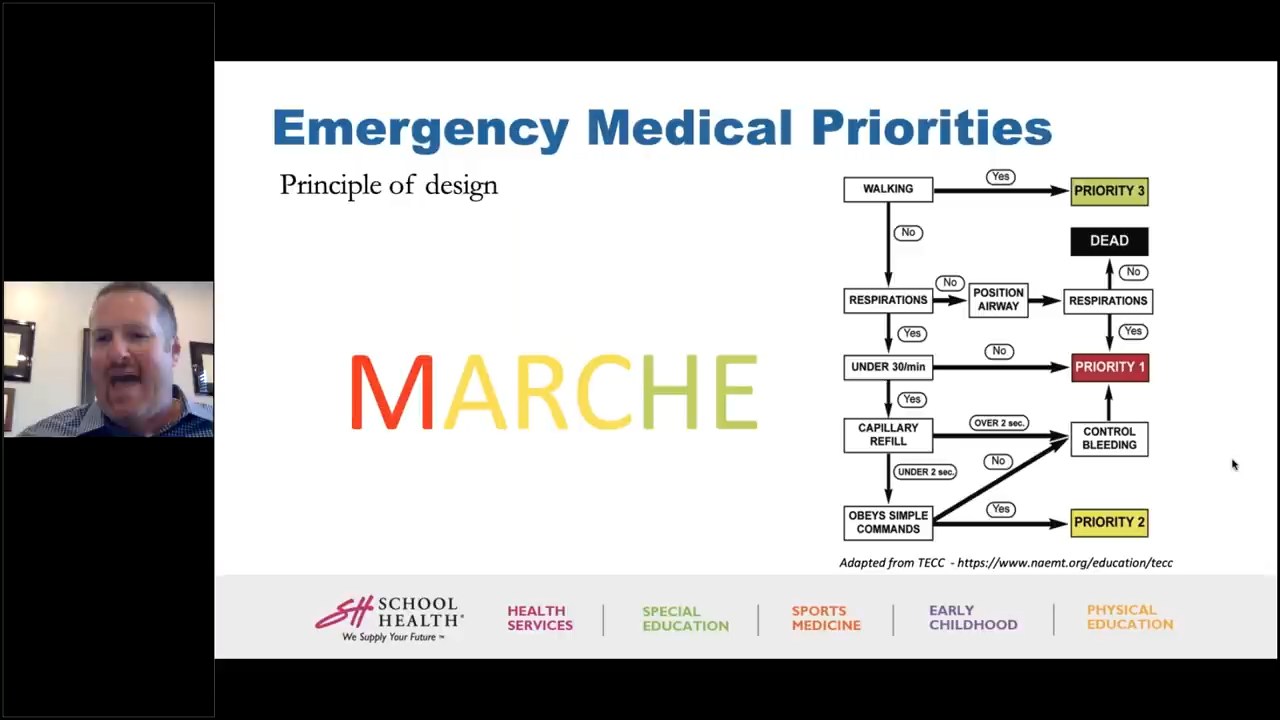 Emergency Medical Priorities
Principle of design
MARCHE
WALKING
Yes
PRIORITY 3
No
DEAD
No
RESPIRATIONS
No
POSITION
AIRWAY
RESPIRATIONS
Yes
Yes
UNDER 30/min
No
PRIORITY 1
Yes
CAPILLARY
REFILL
OVER 2 sec.
CONTROL
BLEEDING
UNDER 2 sec.
No
OBEYS SIMPLE
COMMANDS
Yes
PRIORITY 2
Adapted from TECC - https://www.naemt.org/education/tecc
SH SCHOOL
HEALTH®
We Supply Your Future™
HEALTH
SERVICES
SPECIAL
EDUCATION
SPORTS
MEDICINE
EARLY
CHILDHOOD
PHYSICAL
EDUCATION